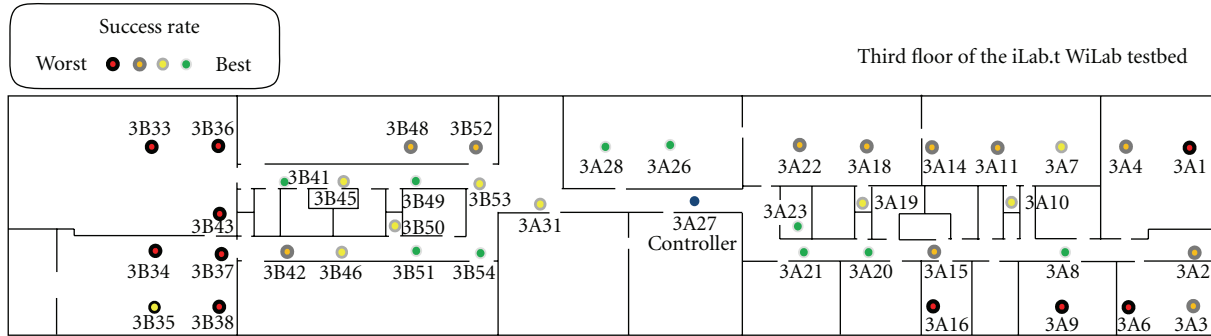 Success rate
Worst Best
Third floor of the iLab.t WiLab testbed
3B33 3B36 3B48 3B52
3A28 3A26 3A22 3A18 3A14 3A11 3A7 3A4 3A1
3B41
3B45 3B49 3B53
3A19 3A10
3B43 3B50 3A31 3A27 3A23
Controller
3B34 3B37 3B42 3B46 3B51 3B54 3A21 3A20 3A15 3A8 3A2
3B35 3B38 3A16 3A9 3A6 3A3